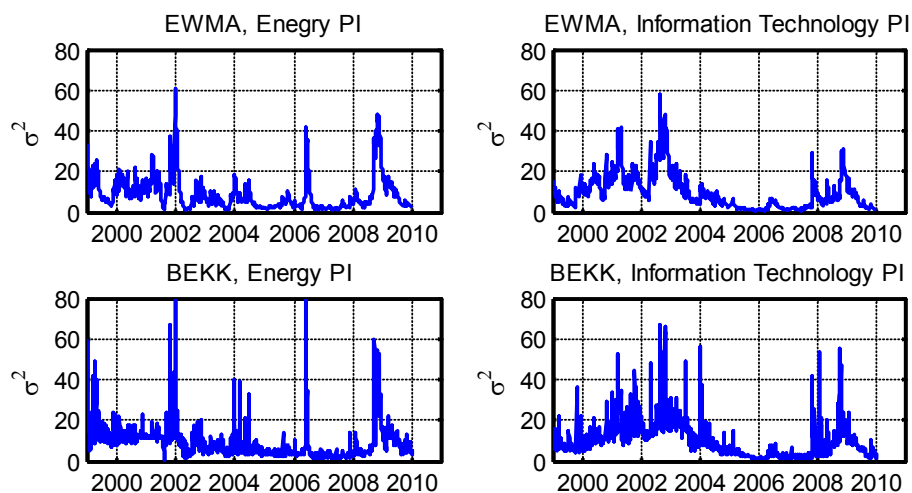 EWMA, Enegry PI
80
60
40
20
0
σ²
2000 2002 2004 2006 2008 2010
EWMA, Information Technology PI
80
60
40
20
0
σ²
2000 2002 2004 2006 2008 2010
BEKK, Energy PI
80
60
40
20
0
σ²
2000 2002 2004 2006 2008 2010
BEKK, Information Technology PI
80
60
40
20
0
σ²
2000 2002 2004 2006 2008 2010